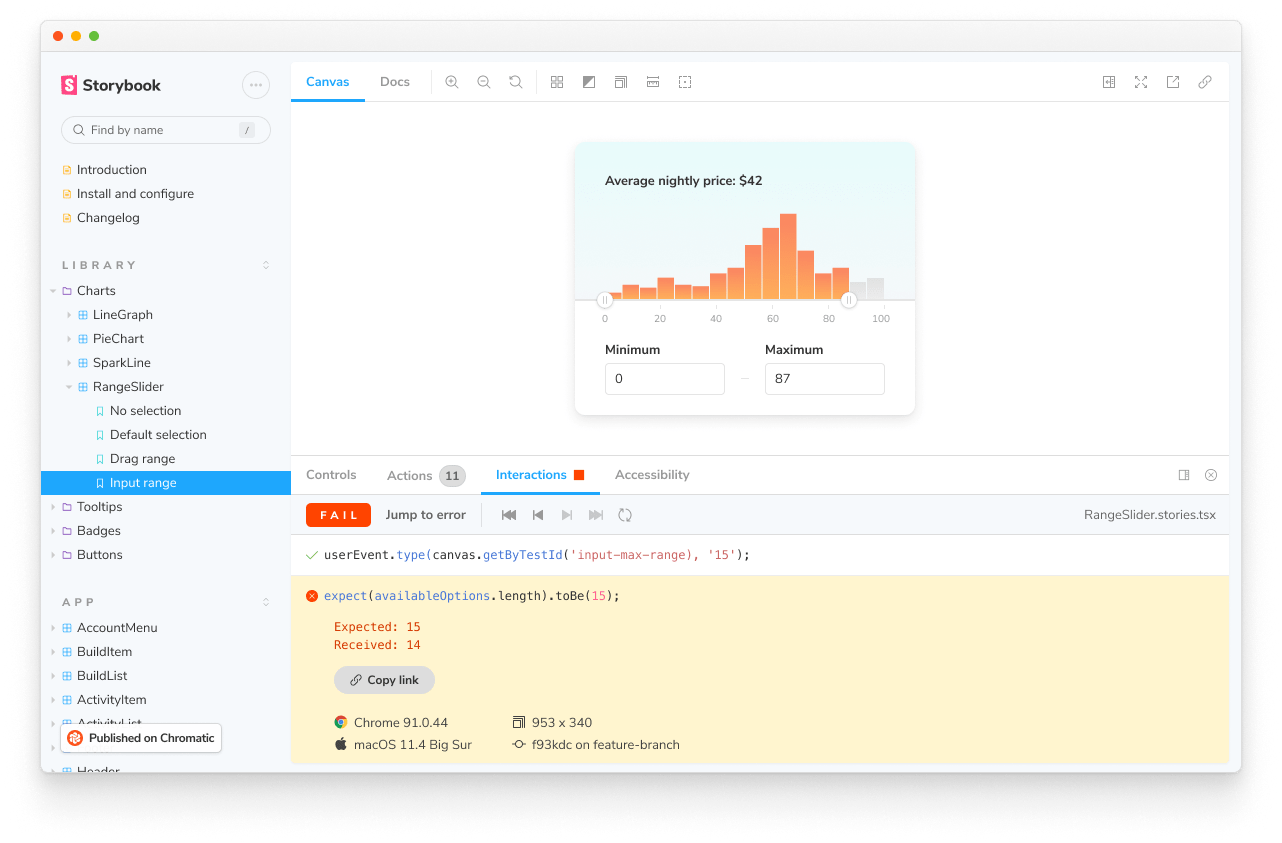 Storybook
Find by name /
Introduction
Install and configure
Changelog
LIBRARY
Charts
LineGraph
PieChart
SparkLine
RangeSlider
No selection
Default selection
Drag range
Input range
Tooltips
Badges
Buttons
APP
AccountMenu
BuildItem
BuildList
ActivityItem
ActivityList
Published on Chromatic
Header
Canvas Docs
Average nightly price: $42
0 20 40 60 80 100
Minimum Maximum
0 – 87
Controls Actions 11 Interactions Accessibility
FAIL Jump to error RangeSlider.stories.tsx
userEvent.type(canvas.getByTestId('input-max-range), '15');
expect(availableOptions.length).toBe(15);
Expected: 15
Received: 14
Copy link
Chrome 91.0.44 953 x 340
macOS 11.4 Big Sur f93kdc on feature-branch